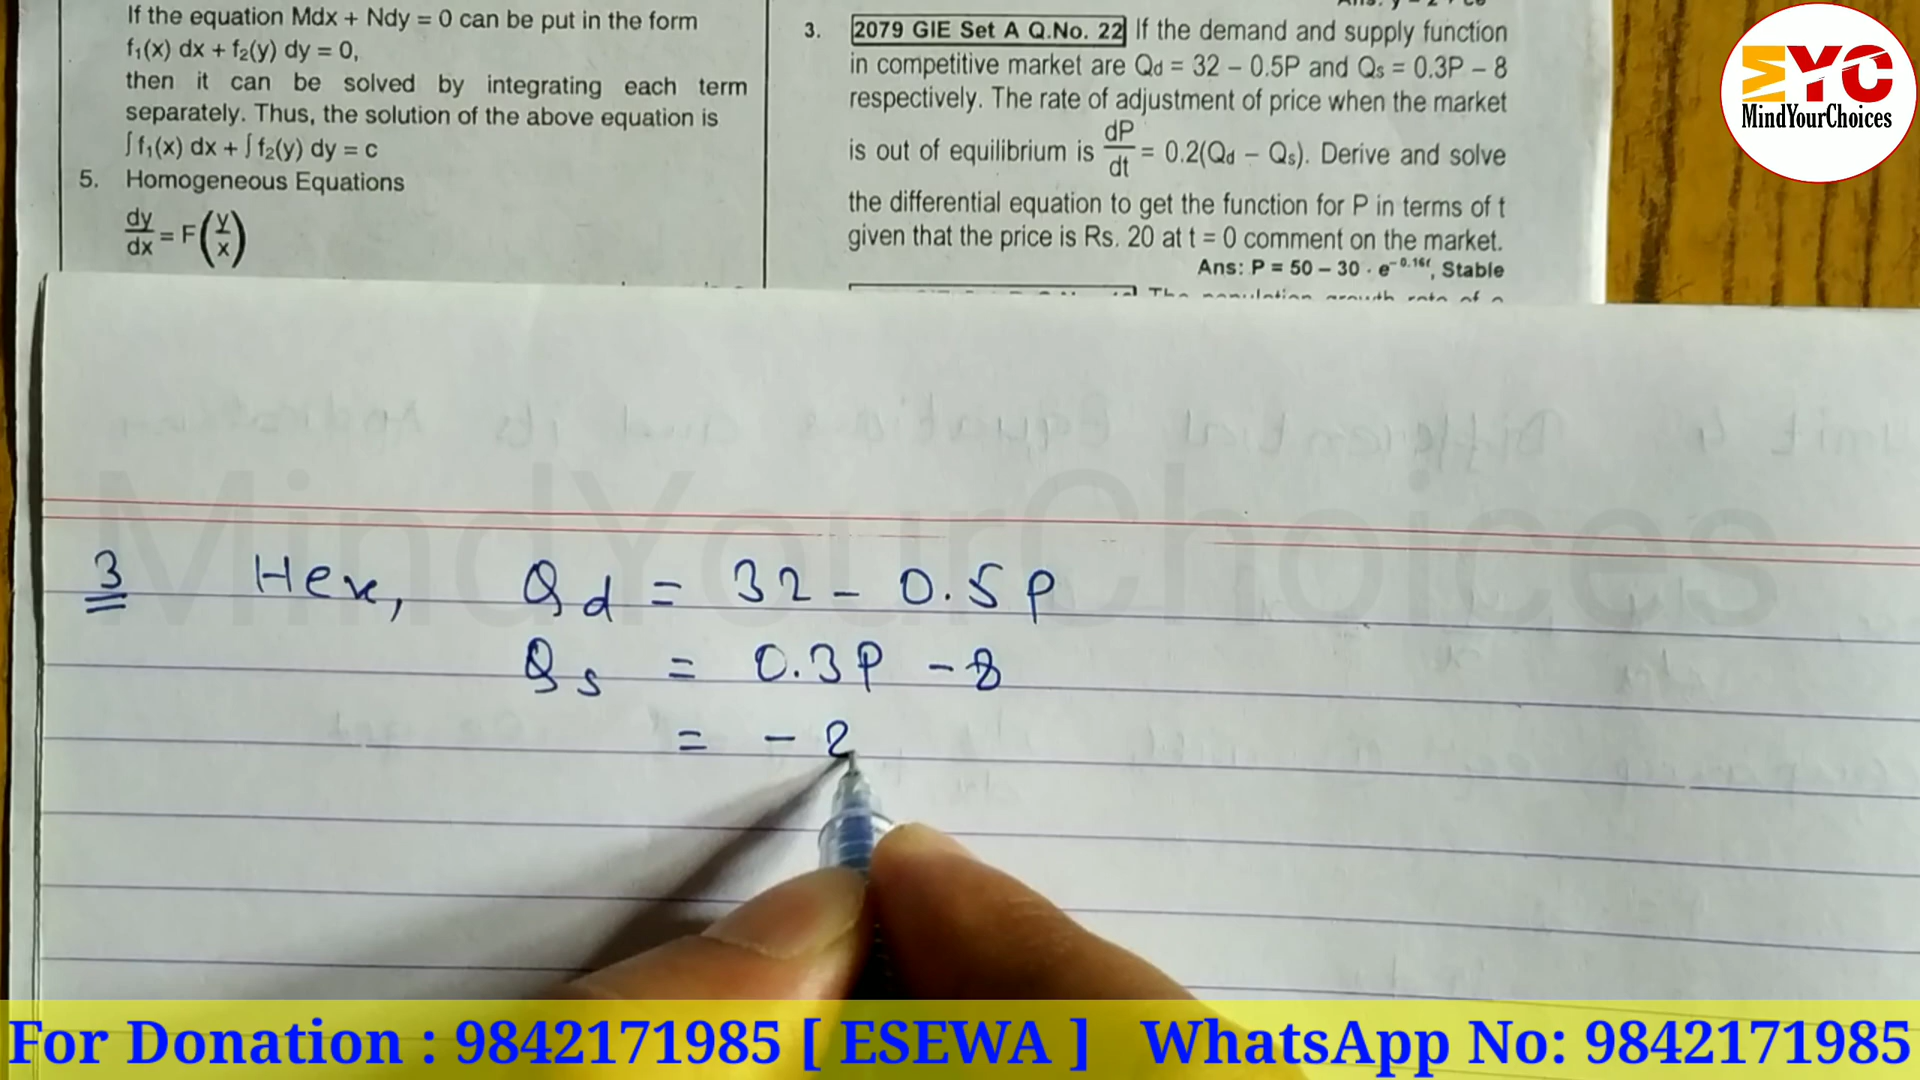 If the equation Mdx + Ndy = 0 can be put in the form
f₁(x) dx + f₂(y) dy = 0,
then it can be solved by integrating each term
separately. Thus, the solution of the above equation is
∫ f₁(x) dx + ∫ f₂(y) dy = c
5. Homogeneous Equations
dy/dx = F(y/x)
3. 2079 GIE Set A Q.No. 22 If the demand and supply function
in competitive market are Qd = 32 – 0.5P and Qs = 0.3P – 8
respectively. The rate of adjustment of price when the market
is out of equilibrium is dP/dt = 0.2(Qd – Qs). Derive and solve
the differential equation to get the function for P in terms of t
given that the price is Rs. 20 at t = 0 comment on the market.
Ans: P = 50 – 30 · e^–0.16t, Stable
MYC
MindYourChoices
MindYourChoices
3 Here, Qd = 32 – 0.5P
Qs = 0.3P – 8
= – 2
For Donation : 9842171985 [ ESEWA ] WhatsApp No: 9842171985